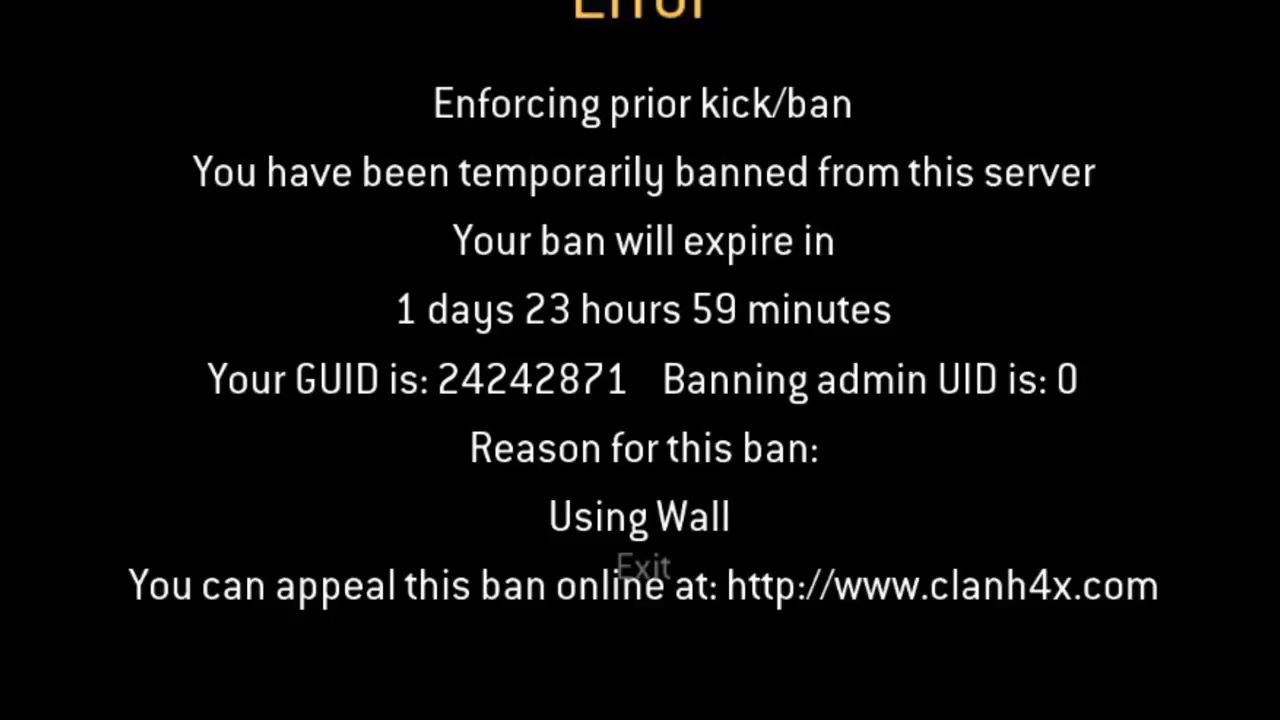 Error
Enforcing prior kick/ban
You have been temporarily banned from this server
Your ban will expire in
1 days 23 hours 59 minutes
Your GUID is: 24242871 Banning admin UID is: 0
Reason for this ban:
Using Wall
Exit
You can appeal this ban online at: http://www.clanh4x.com